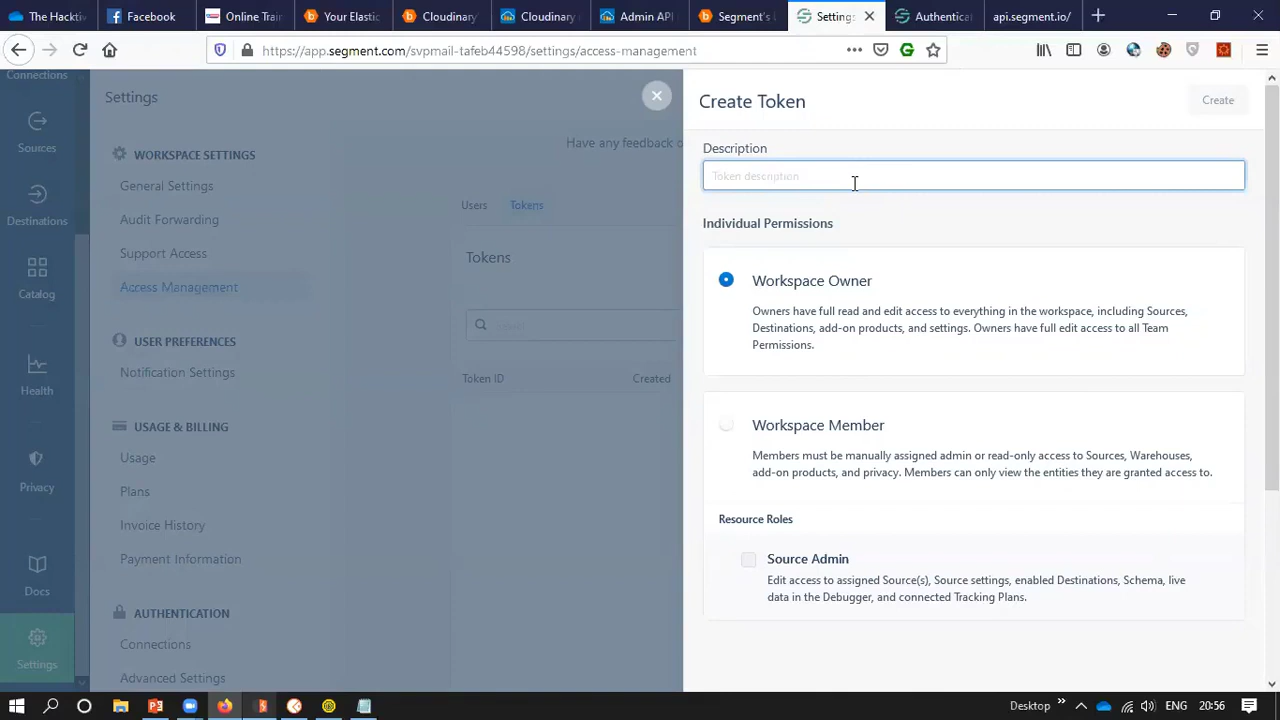 Facebook
Online Train
Your Elastic
Cloudinary
Cloudinary
Admin API
Segment's
Settings
Authentica
api.segment.io/
https://app.segment.com/svpmail-tafeb44598/settings/access-management
Connections
Sources
Destinations
Catalog
Health
Privacy
Docs
Settings
Settings
WORKSPACE SETTINGS
General Settings
Audit Forwarding
Support Access
Access Management
USER PREFERENCES
Notification Settings
USAGE & BILLING
Usage
Plans
Invoice History
Payment Information
AUTHENTICATION
Connections
Advanced Settings
Have any feedback o
Users
Tokens
Tokens
Token ID
Created
Create Token
Create
Description
Token description
Individual Permissions
Workspace Owner
Owners have full read and edit access to everything in the workspace, including Sources,
Destinations, add-on products, and settings. Owners have full edit access to all Team
Permissions.
Workspace Member
Members must be manually assigned admin or read-only access to Sources, Warehouses,
add-on products, and privacy. Members can only view the entities they are granted access to.
Resource Roles
Source Admin
Edit access to assigned Source(s), Source settings, enabled Destinations, Schema, live
data in the Debugger, and connected Tracking Plans.
Desktop
ENG
20:56